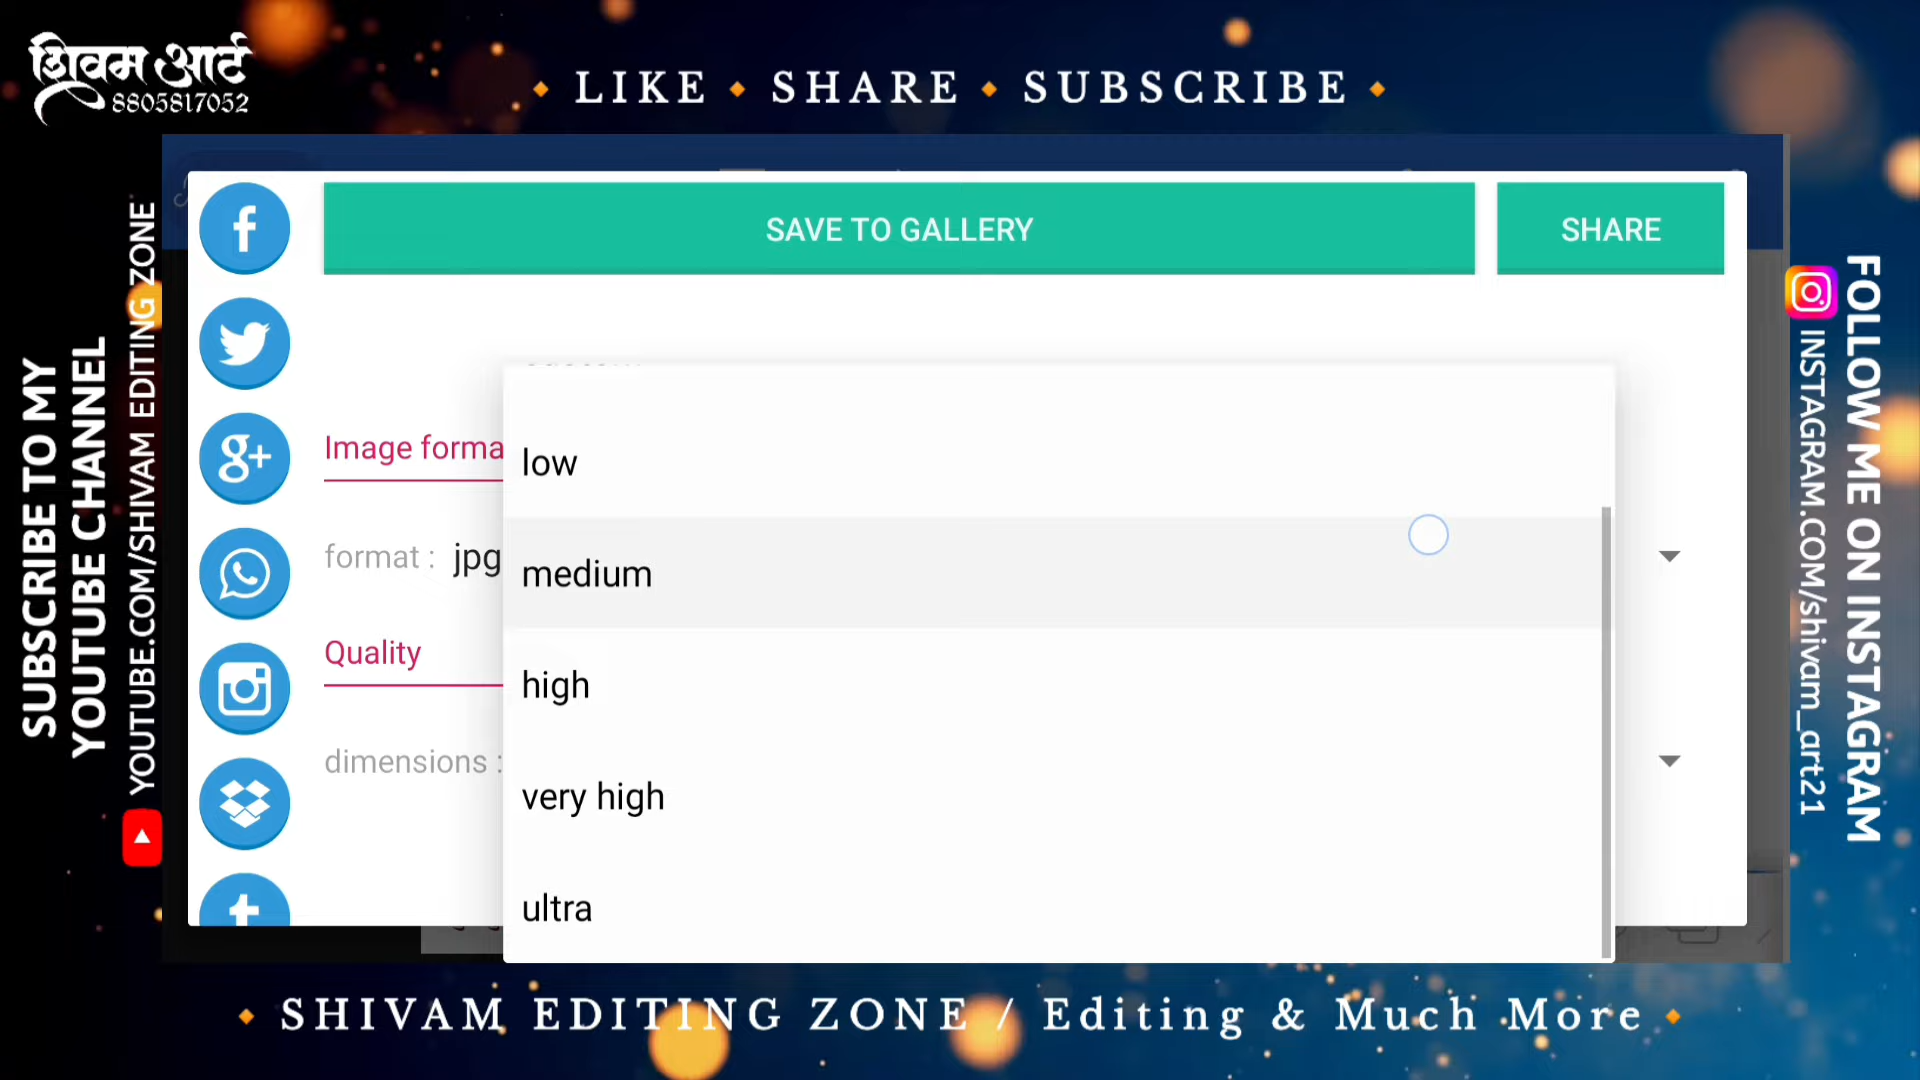 शिवम आर्ट
8805817052
LIKE SHARE SUBSCRIBE
SUBSCRIBE TO MY
YOUTUBE CHANNEL
YOUTUBE.COM/SHIVAM EDITING ZONE
SAVE TO GALLERY
SHARE
Image forma
format : jpg
Quality
dimensions :
low
medium
high
very high
ultra
FOLLOW ME ON INSTAGRAM
INSTAGRAM.COM/shivam_art21
SHIVAM EDITING ZONE / Editing & Much More